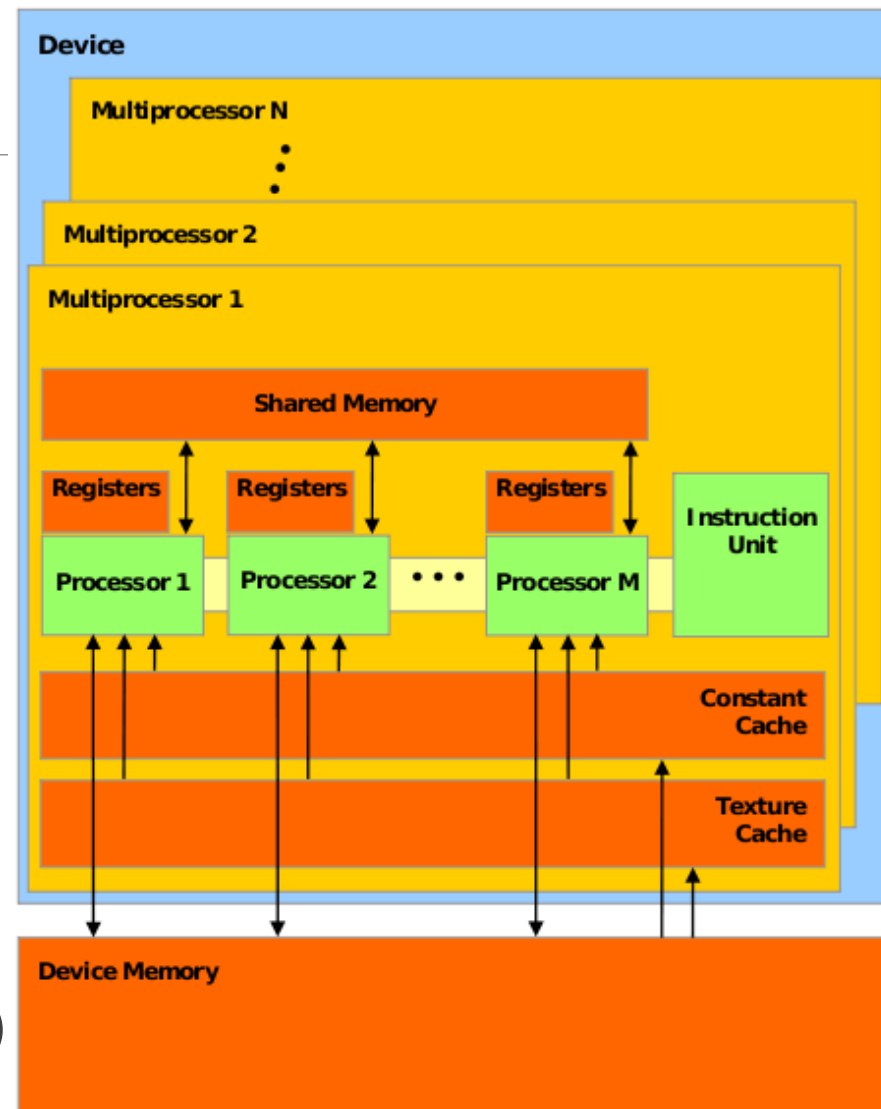 Device
Multiprocessor N
Multiprocessor 2
Multiprocessor 1
Shared Memory
Registers
Registers
Registers
Instruction
Unit
Processor 1
Processor 2
• • •
Processor M
Constant
Cache
Texture
Cache
Device Memory
)